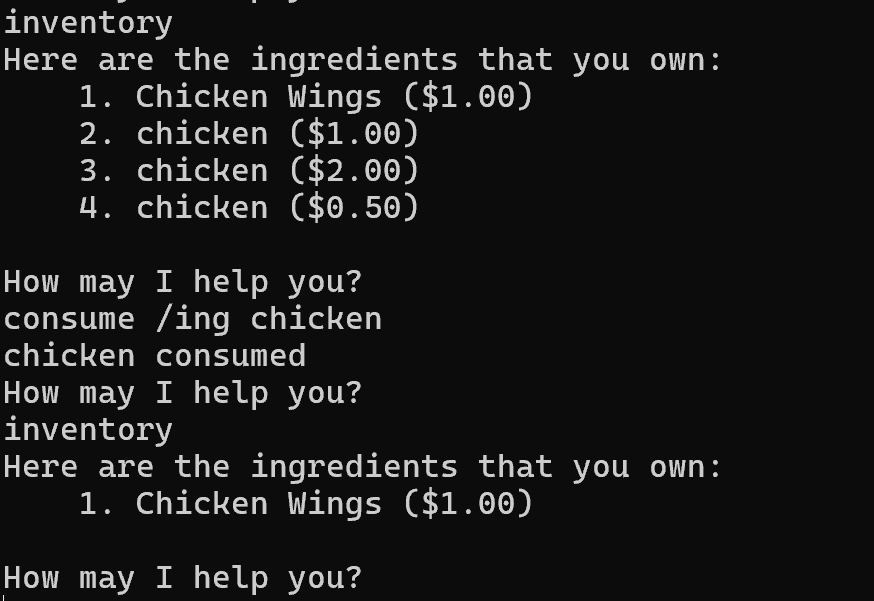 inventory
Here are the ingredients that you own:
1. Chicken Wings ($1.00)
2. chicken ($1.00)
3. chicken ($2.00)
4. chicken ($0.50)
How may I help you?
consume /ing chicken
chicken consumed
How may I help you?
inventory
Here are the ingredients that you own:
1. Chicken Wings ($1.00)
How may I help you?